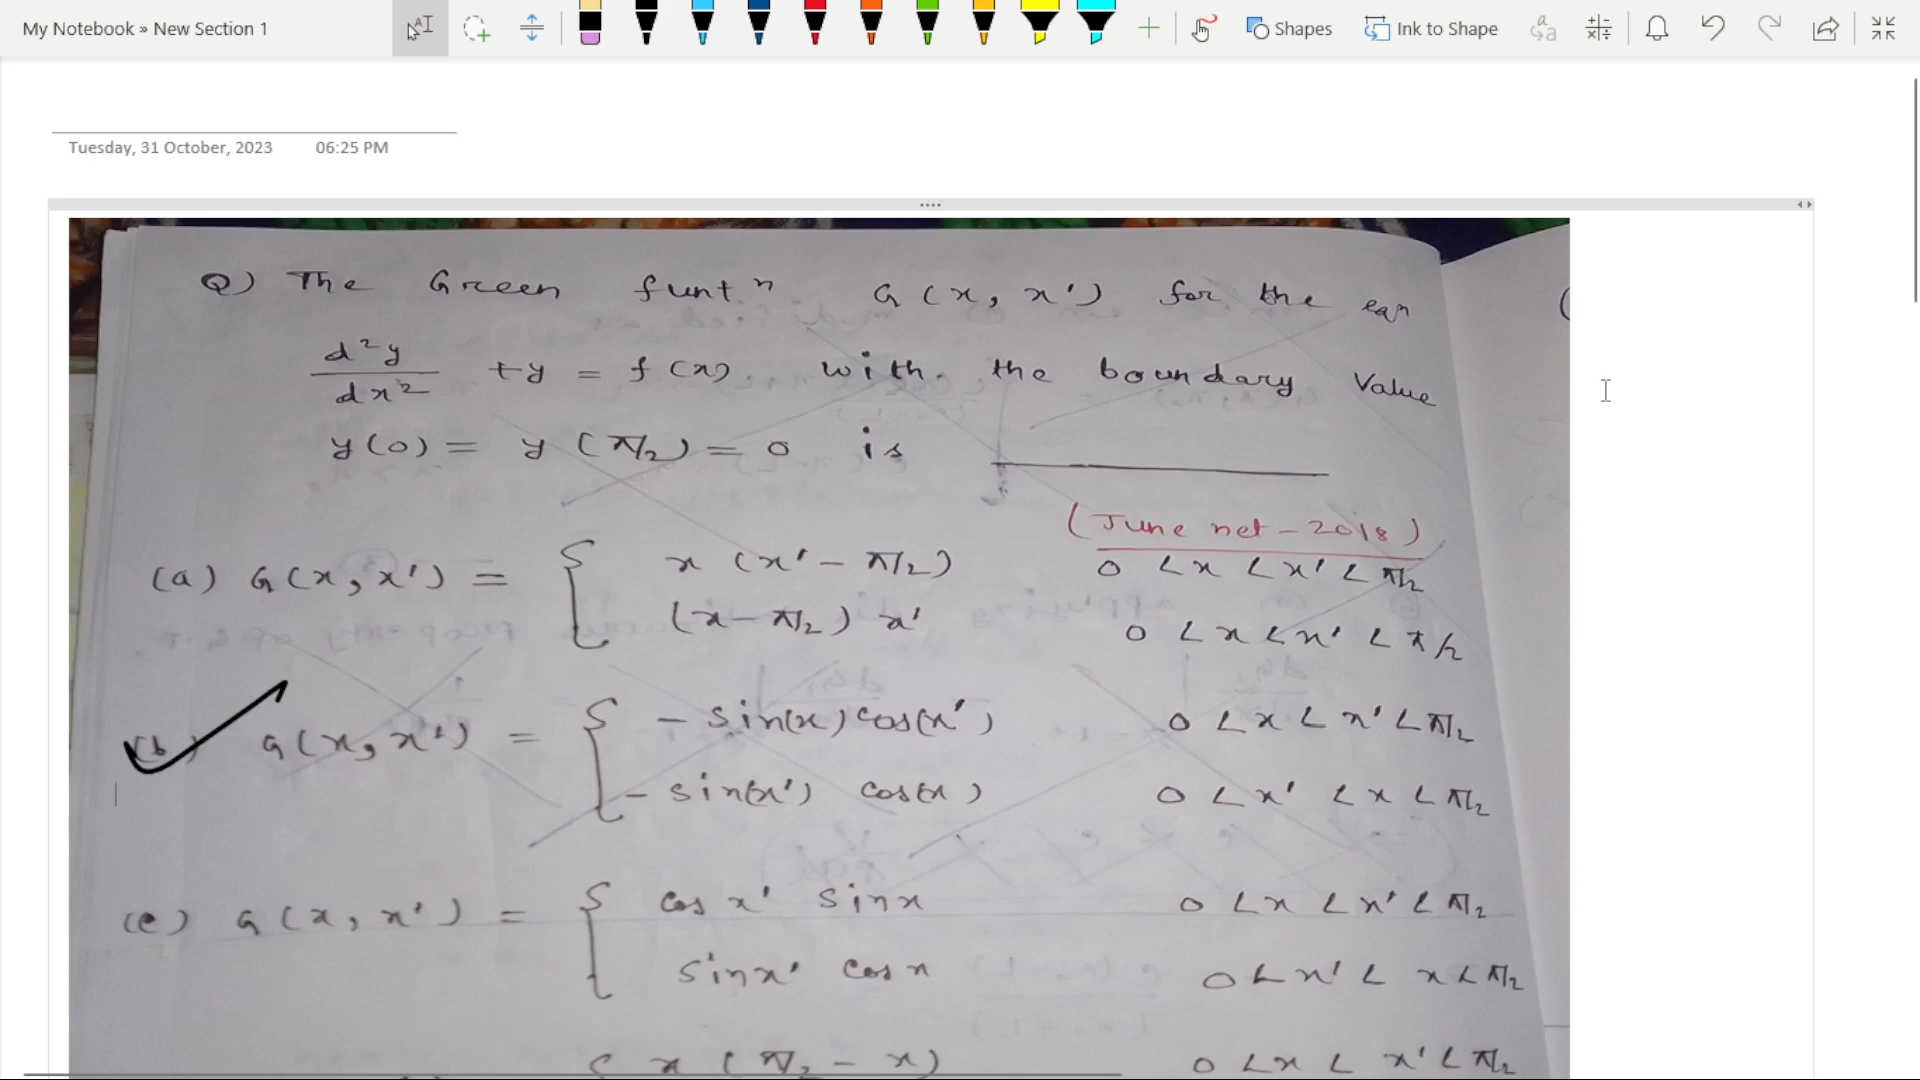 My Notebook » New Section 1
Shapes
Ink to Shape
Tuesday, 31 October, 2023 06:25 PM
Q) The Green funtⁿ G(x, x') for the eqn
d²y/dx² + y = f(x) with the boundary value
y(0) = y(π/2) = 0 is
(June net - 2018)
(a) G(x, x') = { x (x' - π/2) 0 < x < x' < π/2
(x - π/2) x' 0 < x < x' < π/2
(b) G(x, x') = { - sin(x) cos(x') 0 < x < x' < π/2
- sin(x') cos(x) 0 < x' < x < π/2
(c) G(x, x') = { cos x' sin x 0 < x < x' < π/2
sin x' cos x 0 < x' < x < π/2
{ x (π/2 - x) 0 < x < x' < π/2